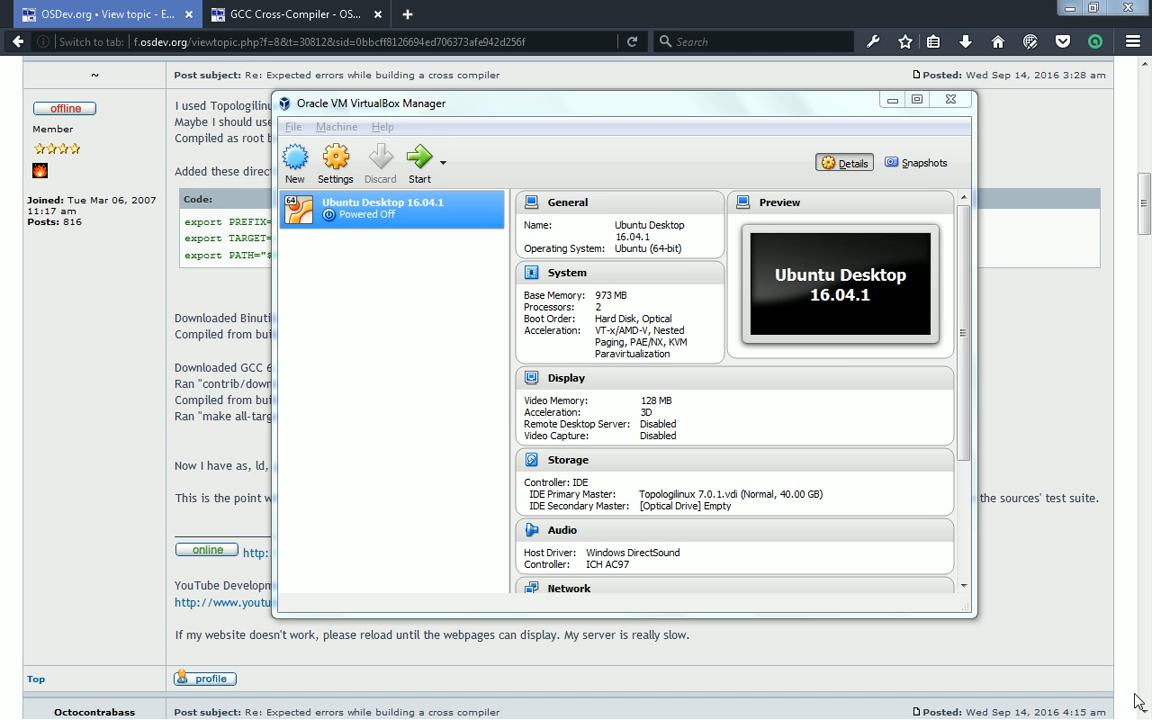 OSDev.org • View topic - E...
GCC Cross-Compiler - OS...
Switch to tab:
f.osdev.org/viewtopic.php?f=8&t=30812&sid=0bbcff8126694ed706373afe942d256f
Search
~
Post subject: Re: Expected errors while building a cross compiler
Posted: Wed Sep 14, 2016 3:28 am
offline
Member
Joined: Tue Mar 06, 2007
11:17 am
Posts: 816
I used Topologilinu
Maybe I should use
Compiled as root b
Added these direct
Code:
export PREFIX=
export TARGET=
export PATH="$
Downloaded Binuti
Compiled from bui
Downloaded GCC 6
Ran "contrib/down
Compiled from bui
Ran "make all-targ
Now I have as, ld,
This is the point w
the sources' test suite.
online
http:
YouTube Developm
http://www.youtu
If my website doesn't work, please reload until the webpages can display. My server is really slow.
Top
profile
Octocontrabass
Post subject: Re: Expected errors while building a cross compiler
Posted: Wed Sep 14, 2016 4:15 am
Oracle VM VirtualBox Manager
File Machine Help
New
Settings
Discard
Start
Details
Snapshots
64
Ubuntu Desktop 16.04.1
Powered Off
General
Name: Ubuntu Desktop
16.04.1
Operating System: Ubuntu (64-bit)
System
Base Memory: 973 MB
Processors: 2
Boot Order: Hard Disk, Optical
Acceleration: VT-x/AMD-V, Nested
Paging, PAE/NX, KVM
Paravirtualization
Preview
Ubuntu Desktop
16.04.1
Display
Video Memory: 128 MB
Acceleration: 3D
Remote Desktop Server: Disabled
Video Capture: Disabled
Storage
Controller: IDE
IDE Primary Master: Topologilinux 7.0.1.vdi (Normal, 40.00 GB)
IDE Secondary Master: [Optical Drive] Empty
Audio
Host Driver: Windows DirectSound
Controller: ICH AC97
Network